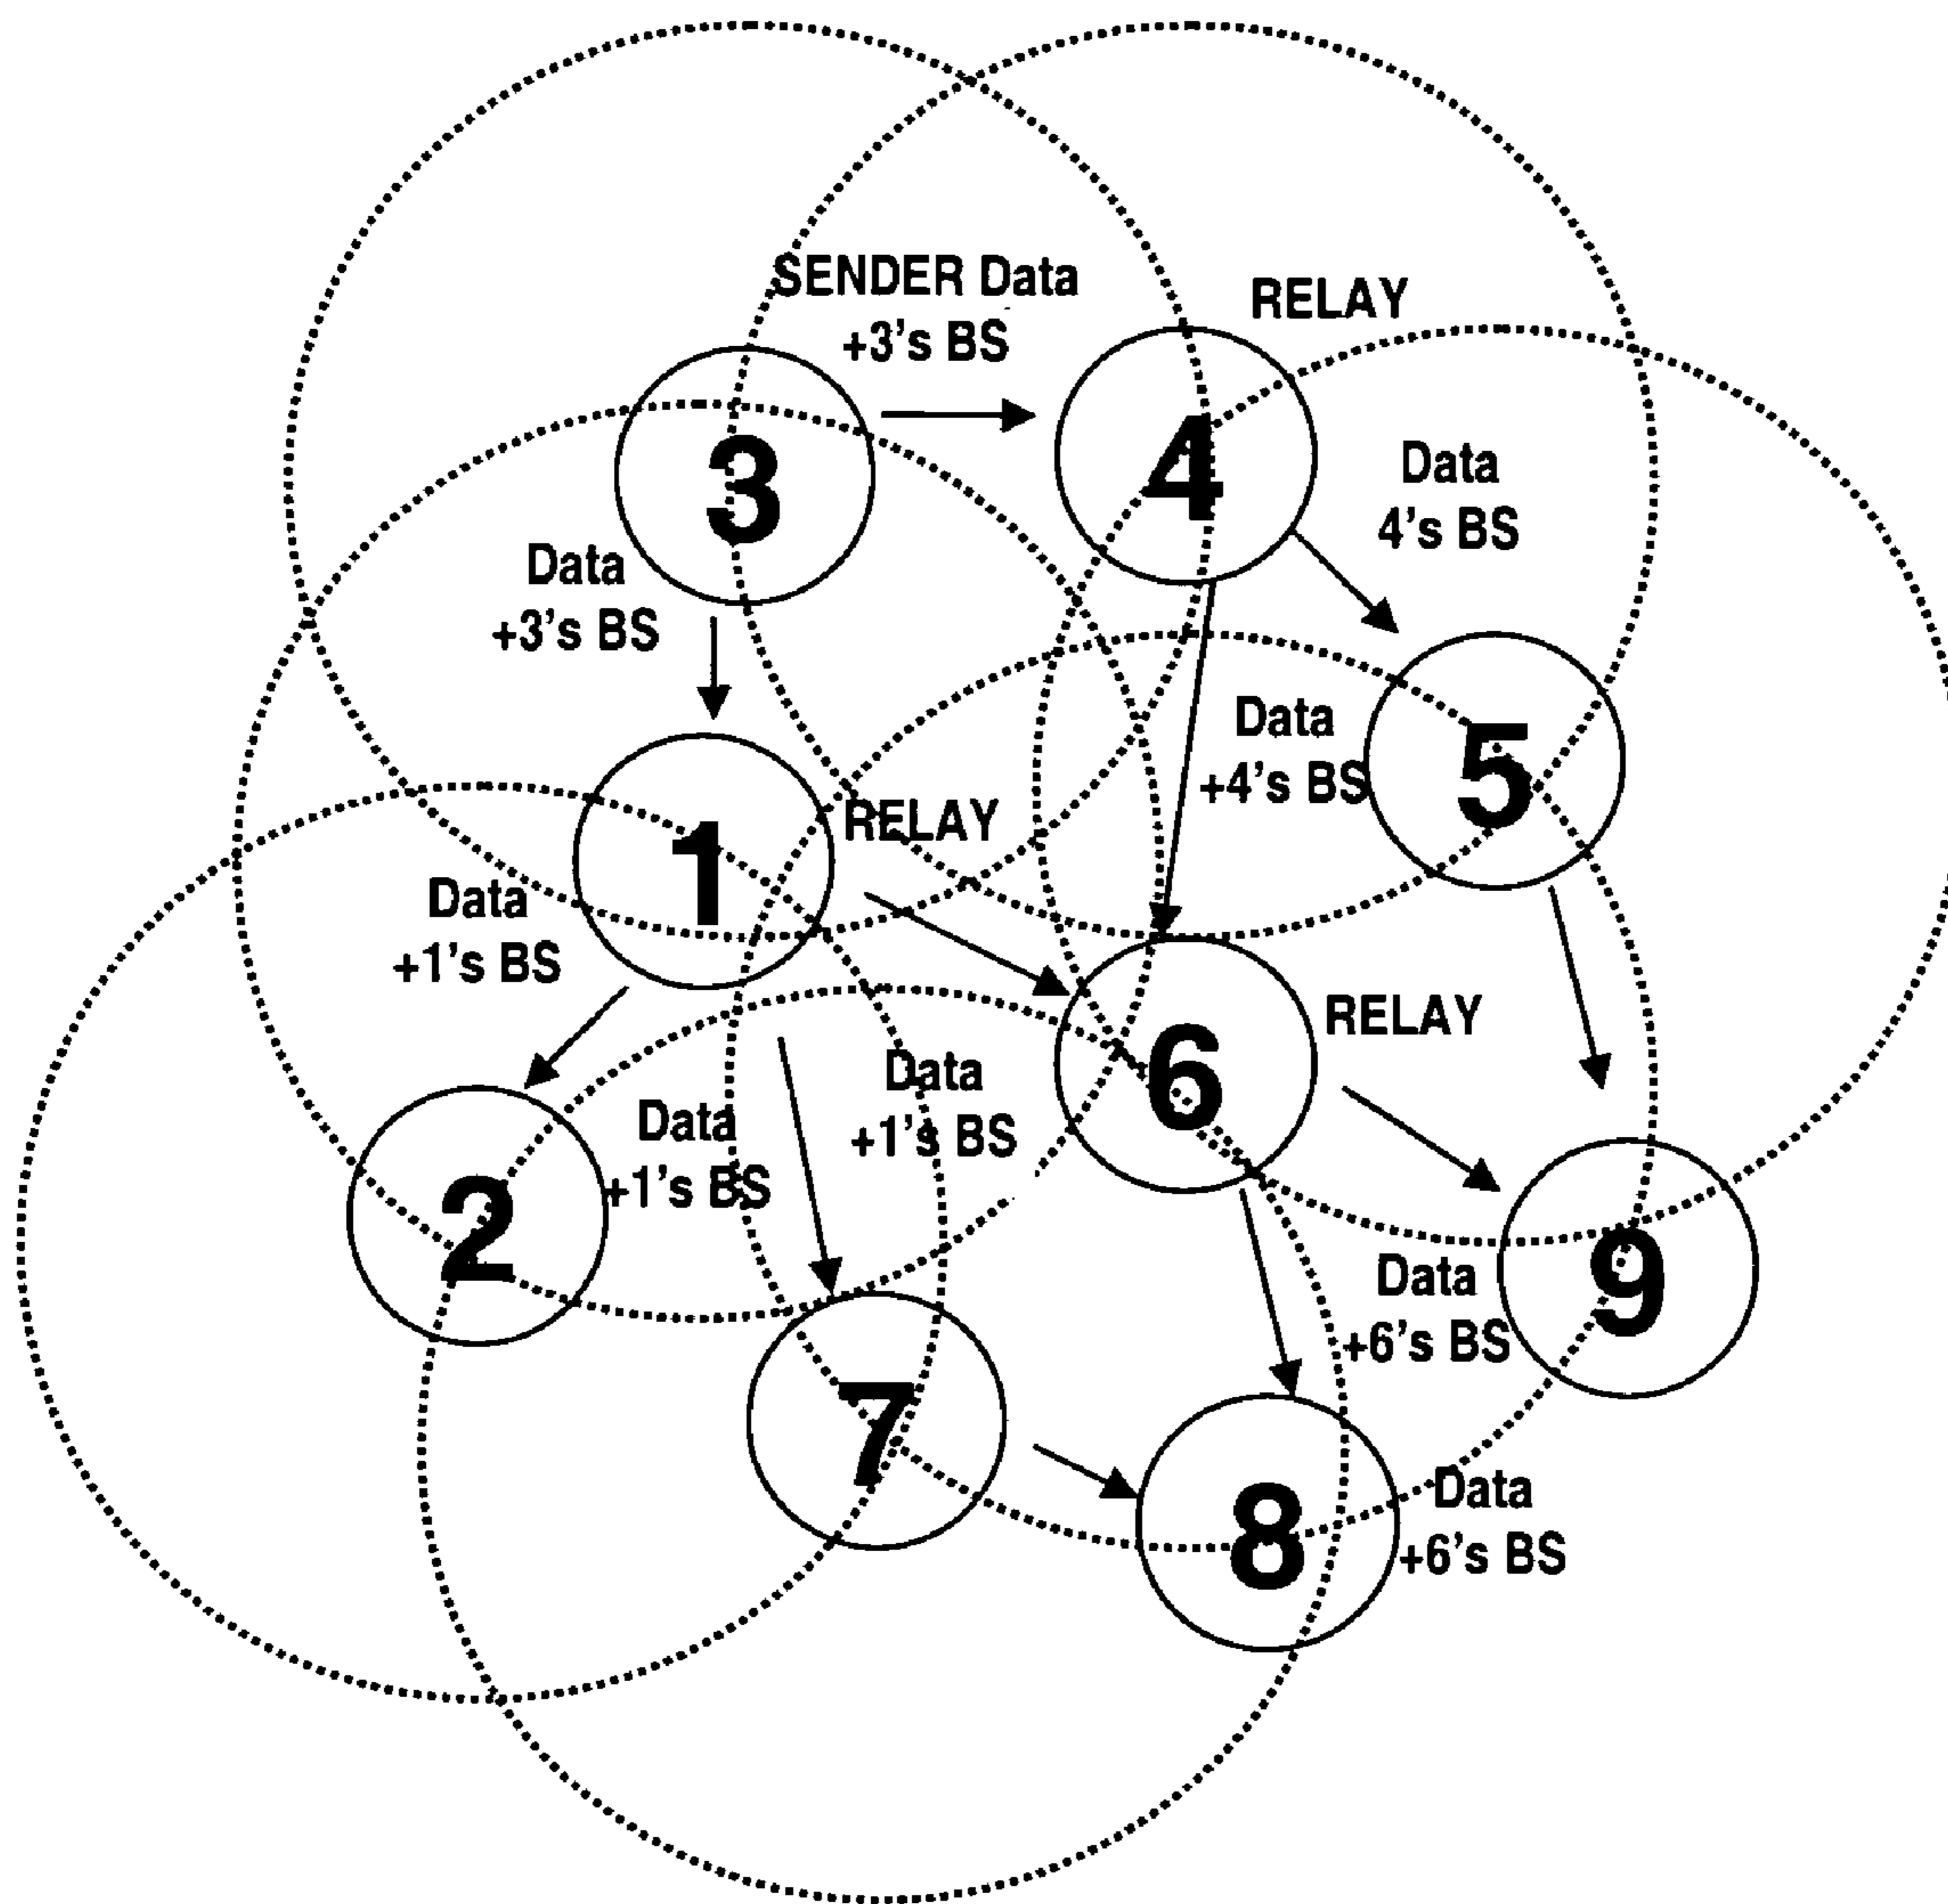 SENDER Data
+3's BS
RELAY
3
4
Data
4's BS
Data
+3's BS
Data
+4's BS
5
1
RELAY
Data
+1's BS
6
RELAY
Data
+1's BS
Data
+1's BS
2
Data
+6's BS
9
7
8
Data
+6's BS